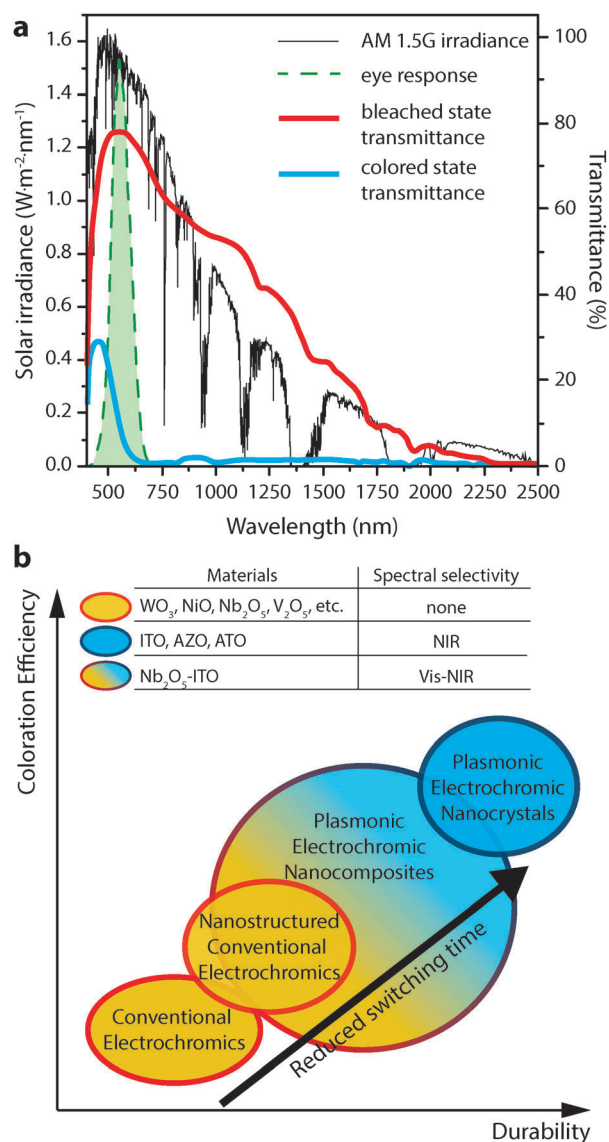 a
AM 1.5G irradiance
eye response
bleached state
transmittance
colored state
transmittance
Solar irradiance (W·m⁻²·nm⁻¹)
1.6
1.4
1.2
1.0
0.8
0.6
0.4
0.2
0.0
100
80
60
40
20
0
Transmittance (%)
500 750 1000 1250 1500 1750 2000 2250 2500
Wavelength (nm)
b
Materials Spectral selectivity
WO₃, NiO, Nb₂O₅, V₂O₅, etc. none
ITO, AZO, ATO NIR
Nb₂O₅-ITO Vis-NIR
Coloration Efficiency
Plasmonic
Electrochromic
Nanocrystals
Plasmonic
Electrochromic
Nanocomposites
Nanostructured
Conventional
Electrochromics
Conventional
Electrochromics
Reduced switching time
Durability